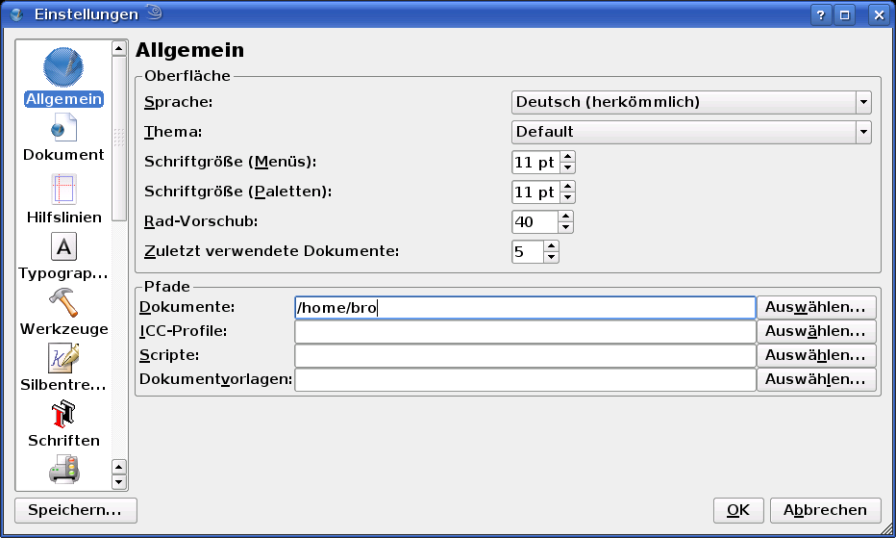 Einstellungen
Allgemein
Dokument
Hilfslinien
A
Typograp...
Werkzeuge
Silbentre...
Schriften
Allgemein
Oberfläche
Sprache: Deutsch (herkömmlich)
Thema: Default
Schriftgröße (Menüs): 11 pt
Schriftgröße (Paletten): 11 pt
Rad-Vorschub: 40
Zuletzt verwendete Dokumente: 5
Pfade
Dokumente: /home/bro Auswählen...
ICC-Profile: Auswählen...
Scripte: Auswählen...
Dokumentvorlagen: Auswählen...
Speichern... OK Abbrechen